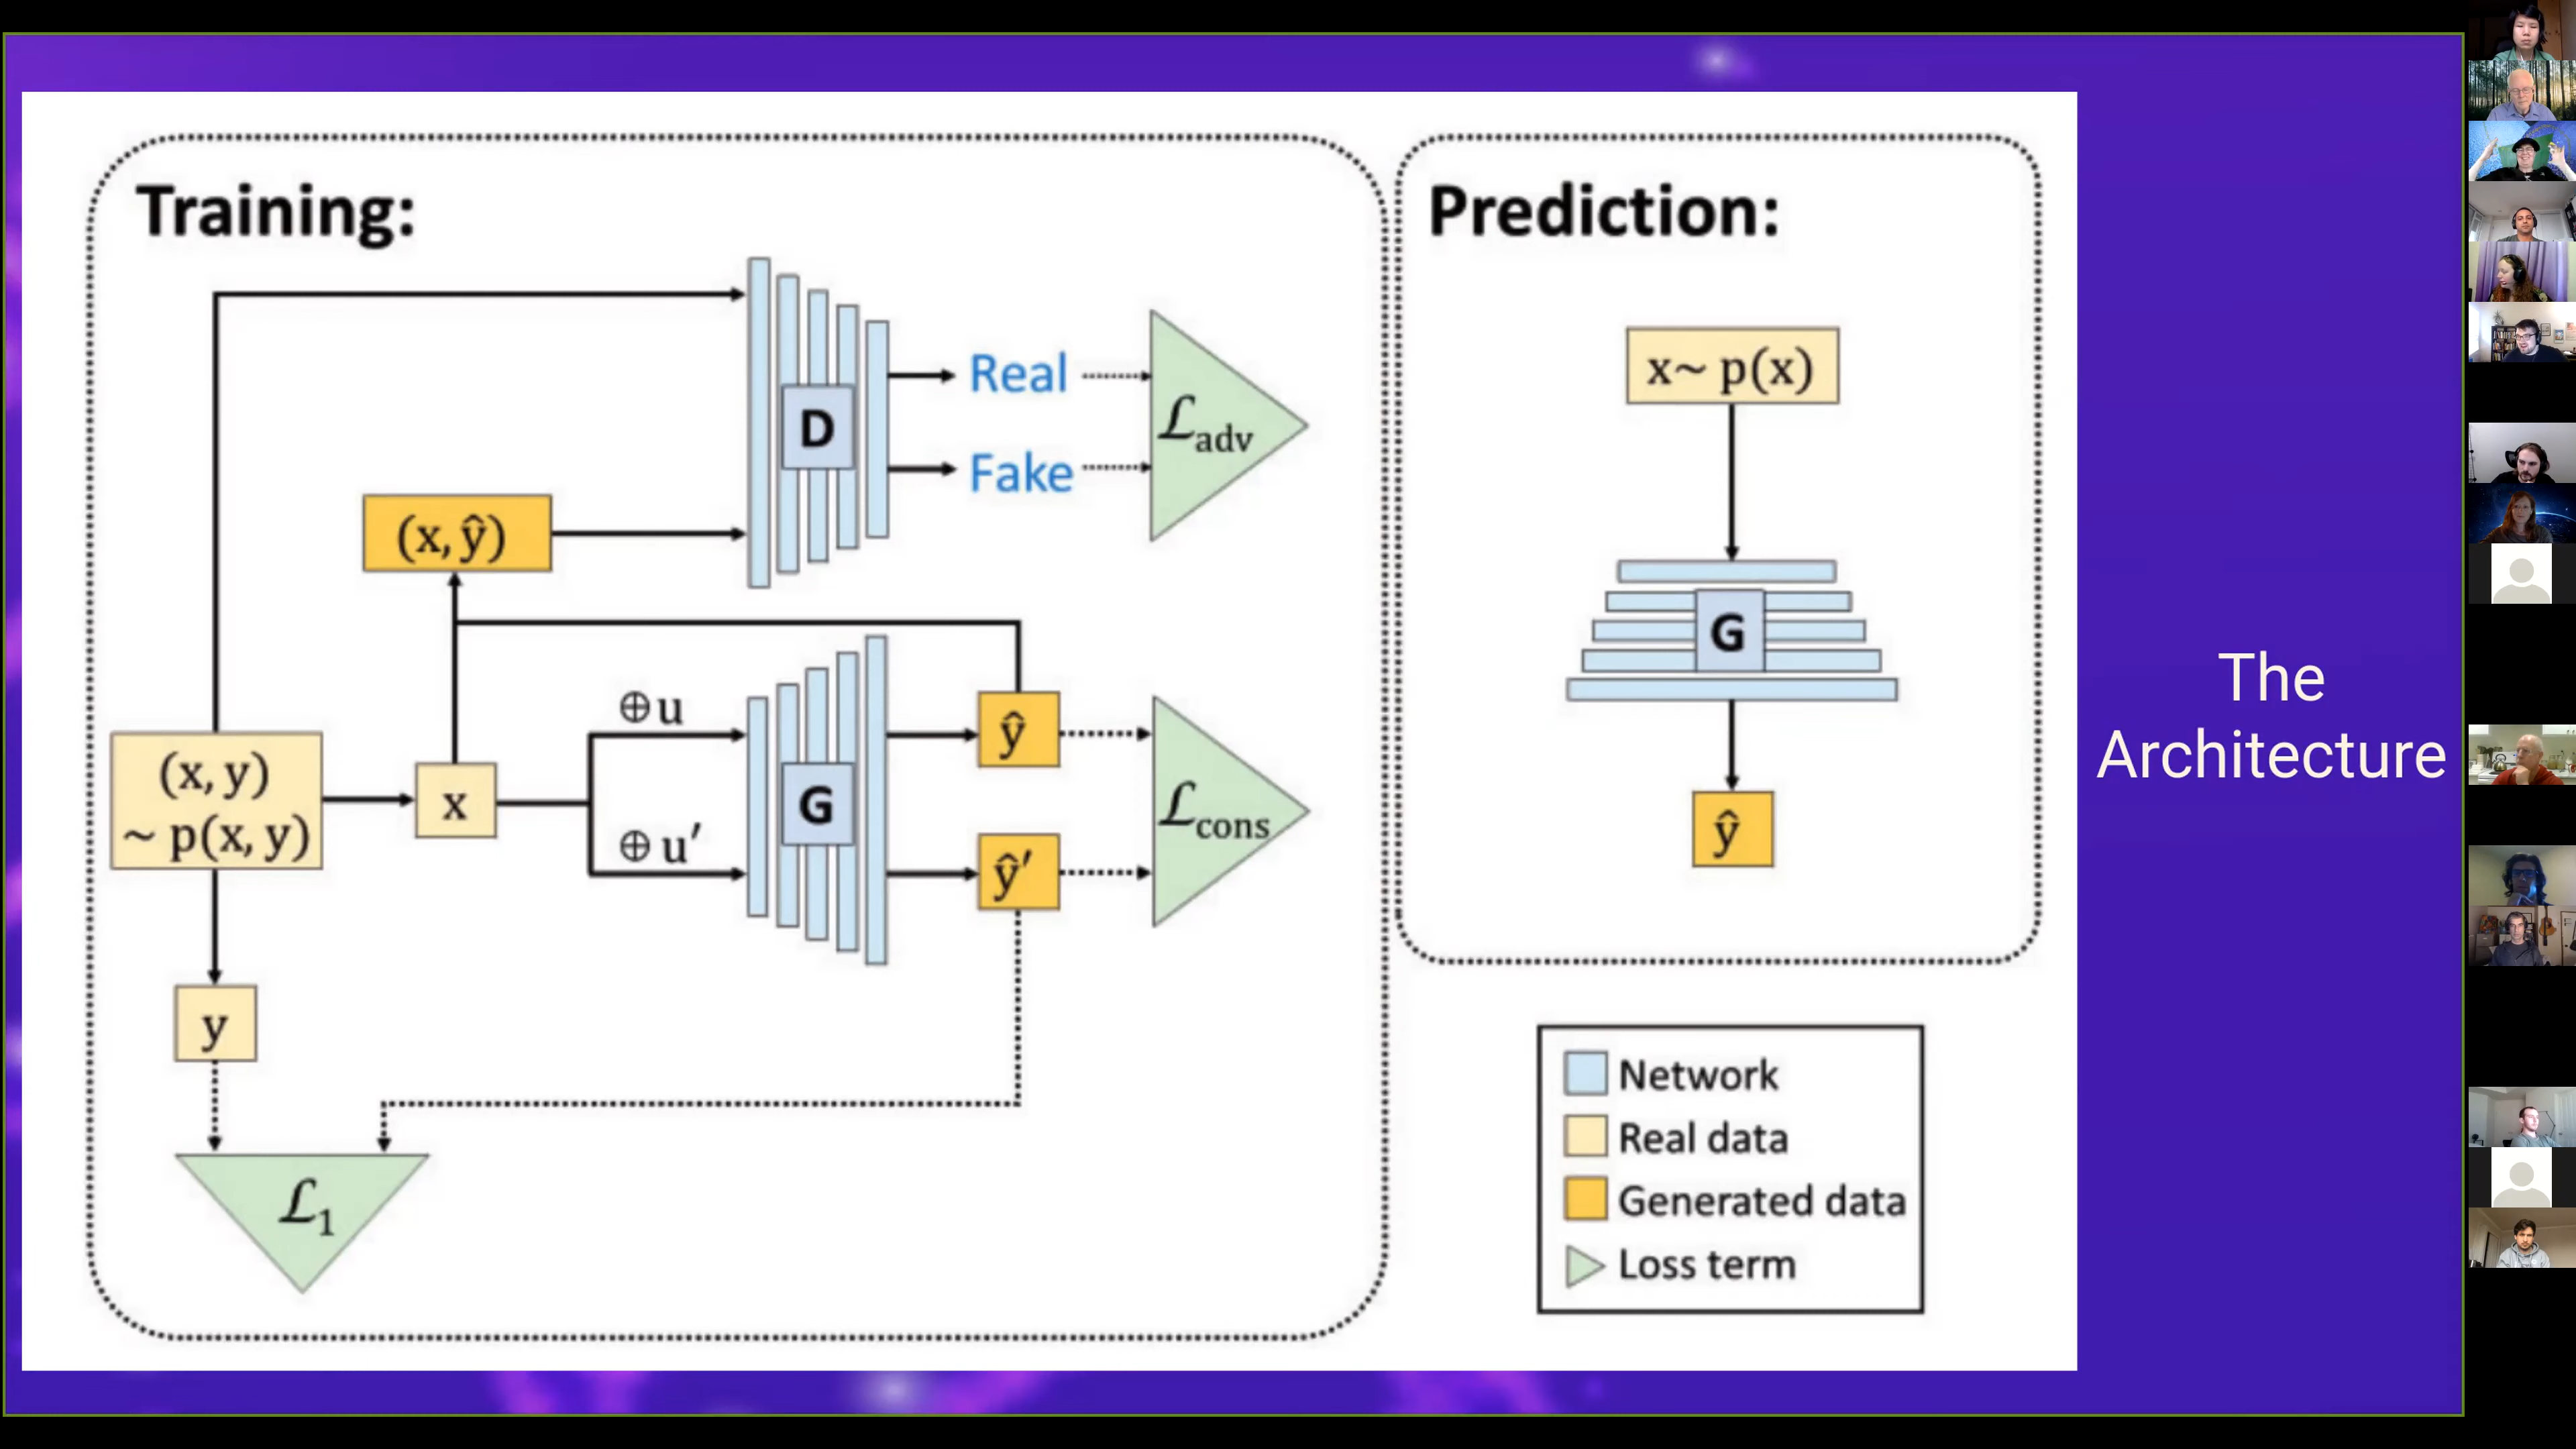 Training:
D
Real
Fake
ℒadv
(x, ŷ)
⊕ u
(x, y)
~ p(x, y)
x
⊕ u′
G
ŷ
ŷ′
ℒcons
y
ℒ1
Prediction:
x~ p(x)
G
ŷ
Network
Real data
Generated data
Loss term
The
Architecture